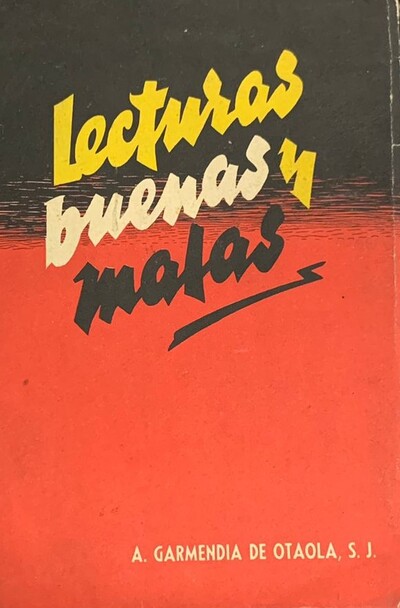 Lecturas
buenas y
malas
A. GARMENDIA DE OTAOLA, S. J.